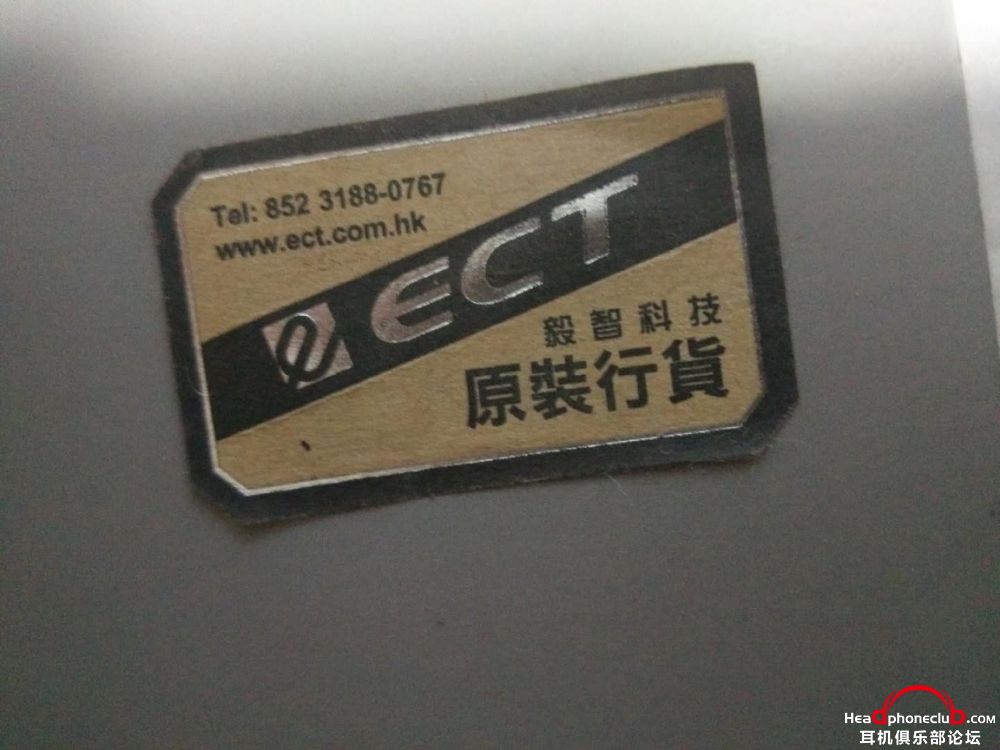 Tel: 852 3188-0767
www.ect.com.hk
ECT
毅智科技
原裝行貨
Headphoneclub.com
耳机俱乐部论坛